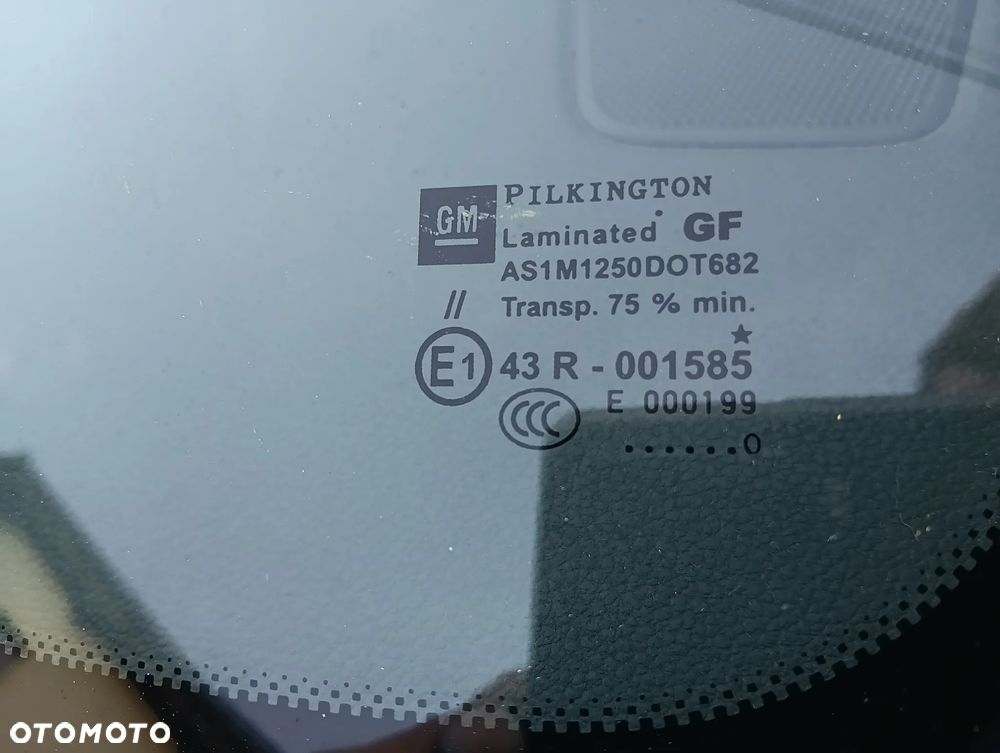 GM
PILKINGTON
Laminated GF
AS1M1250DOT682
// Transp. 75 % min.
E1 43 R - 001585
CCC E 000199
. . . . . . . 0
OTOMOTO